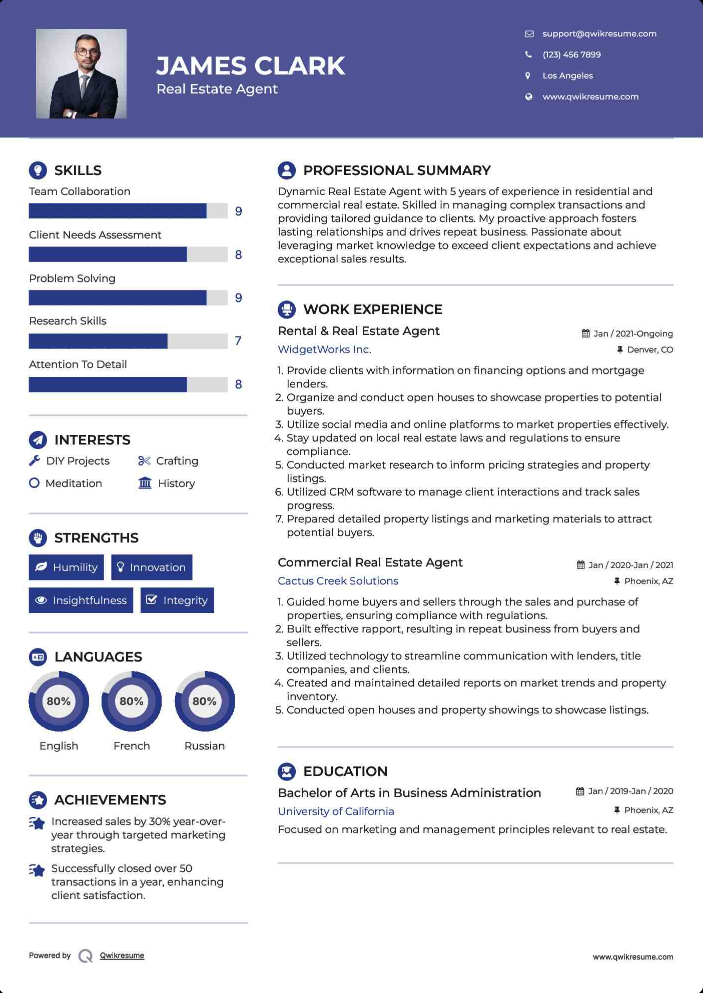 JAMES CLARK
Real Estate Agent
support@qwikresume.com
(123) 456 7899
Los Angeles
www.qwikresume.com
SKILLS
Team Collaboration
9
Client Needs Assessment
8
Problem Solving
9
Research Skills
7
Attention To Detail
8
INTERESTS
DIY Projects
Crafting
Meditation
History
STRENGTHS
Humility
Innovation
Insightfulness
Integrity
LANGUAGES
80% 80% 80%
English French Russian
ACHIEVEMENTS
Increased sales by 30% year-over-
year through targeted marketing
strategies.
Successfully closed over 50
transactions in a year, enhancing
client satisfaction.
PROFESSIONAL SUMMARY
Dynamic Real Estate Agent with 5 years of experience in residential and
commercial real estate. Skilled in managing complex transactions and
providing tailored guidance to clients. My proactive approach fosters
lasting relationships and drives repeat business. Passionate about
leveraging market knowledge to exceed client expectations and achieve
exceptional sales results.
WORK EXPERIENCE
Rental & Real Estate Agent
Jan / 2021-Ongoing
WidgetWorks Inc.
Denver, CO
1. Provide clients with information on financing options and mortgage
lenders.
2. Organize and conduct open houses to showcase properties to potential
buyers.
3. Utilize social media and online platforms to market properties effectively.
4. Stay updated on local real estate laws and regulations to ensure
compliance.
5. Conducted market research to inform pricing strategies and property
listings.
6. Utilized CRM software to manage client interactions and track sales
progress.
7. Prepared detailed property listings and marketing materials to attract
potential buyers.
Commercial Real Estate Agent
Jan / 2020-Jan / 2021
Cactus Creek Solutions
Phoenix, AZ
1. Guided home buyers and sellers through the sales and purchase of
properties, ensuring compliance with regulations.
2. Built effective rapport, resulting in repeat business from buyers and
sellers.
3. Utilized technology to streamline communication with lenders, title
companies, and clients.
4. Created and maintained detailed reports on market trends and property
inventory.
5. Conducted open houses and property showings to showcase listings.
EDUCATION
Bachelor of Arts in Business Administration
Jan / 2019-Jan / 2020
University of California
Phoenix, AZ
Focused on marketing and management principles relevant to real estate.
Powered by Qwikresume
www.qwikresume.com